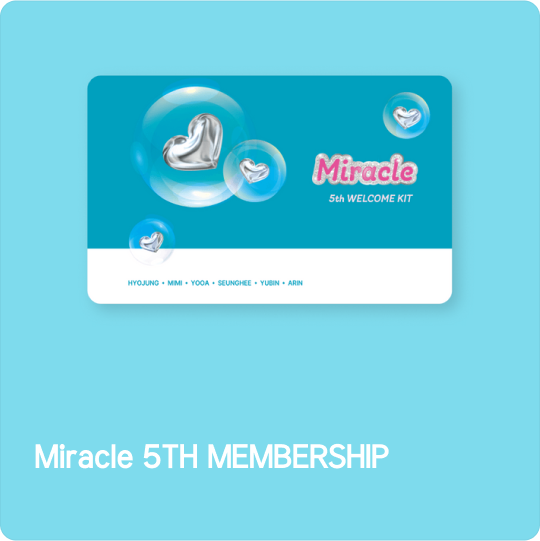 Miracle
5th WELCOME KIT
HYOJUNG • MIMI • YOOA • SEUNGHEE • YUBIN • ARIN
Miracle 5TH MEMBERSHIP